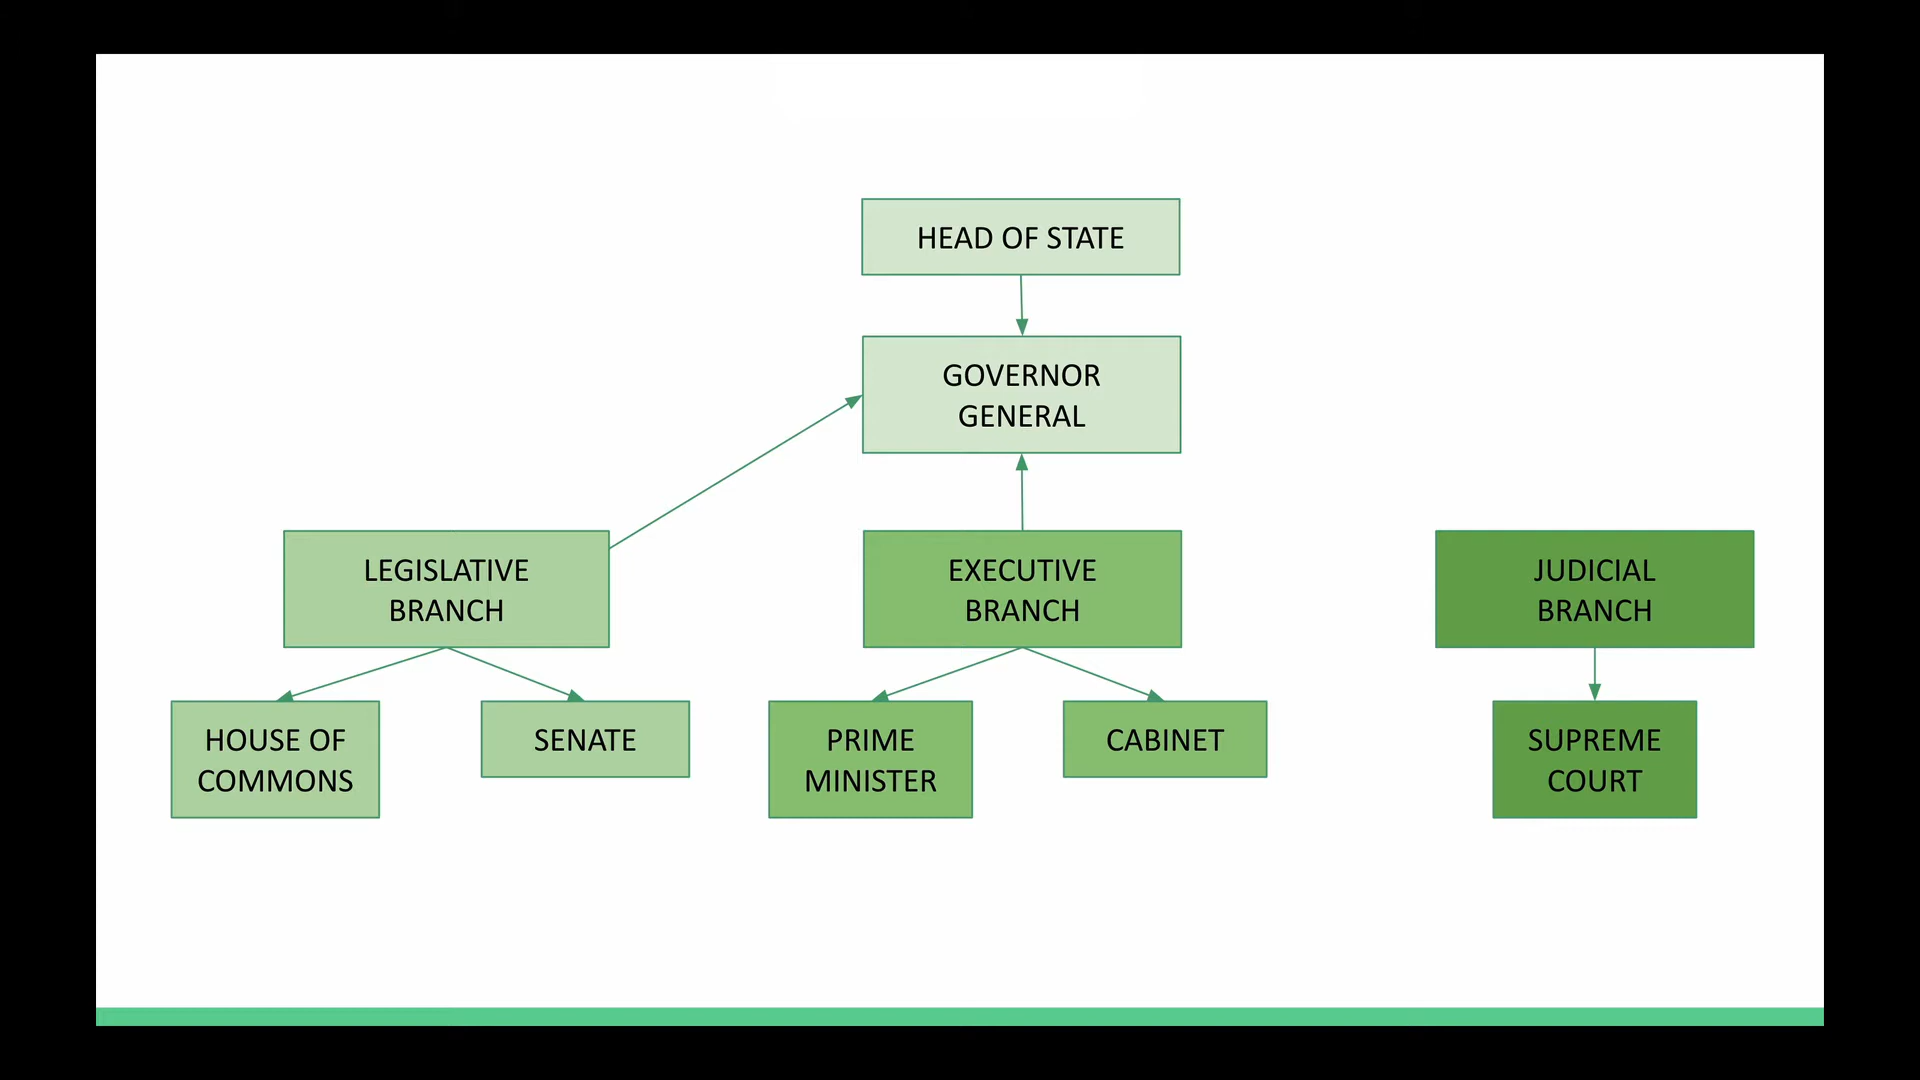 HEAD OF STATE
GOVERNOR
GENERAL
LEGISLATIVE
BRANCH
EXECUTIVE
BRANCH
JUDICIAL
BRANCH
HOUSE OF
COMMONS
SENATE
PRIME
MINISTER
CABINET
SUPREME
COURT